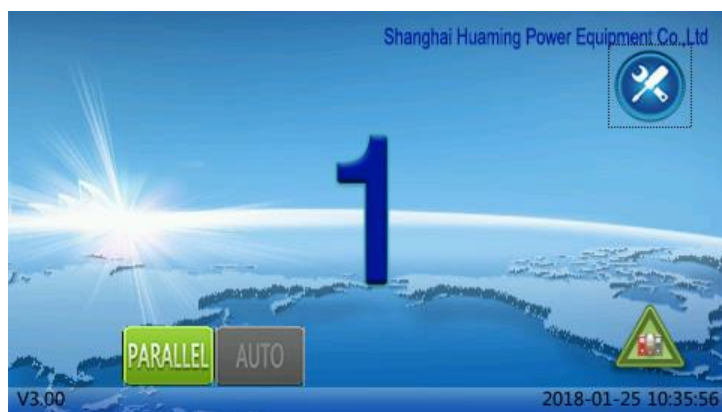 Shanghai Huaming Power Equipment Co.,Ltd
1
PARALLEL AUTO
V3.00 2018-01-25 10:35:56